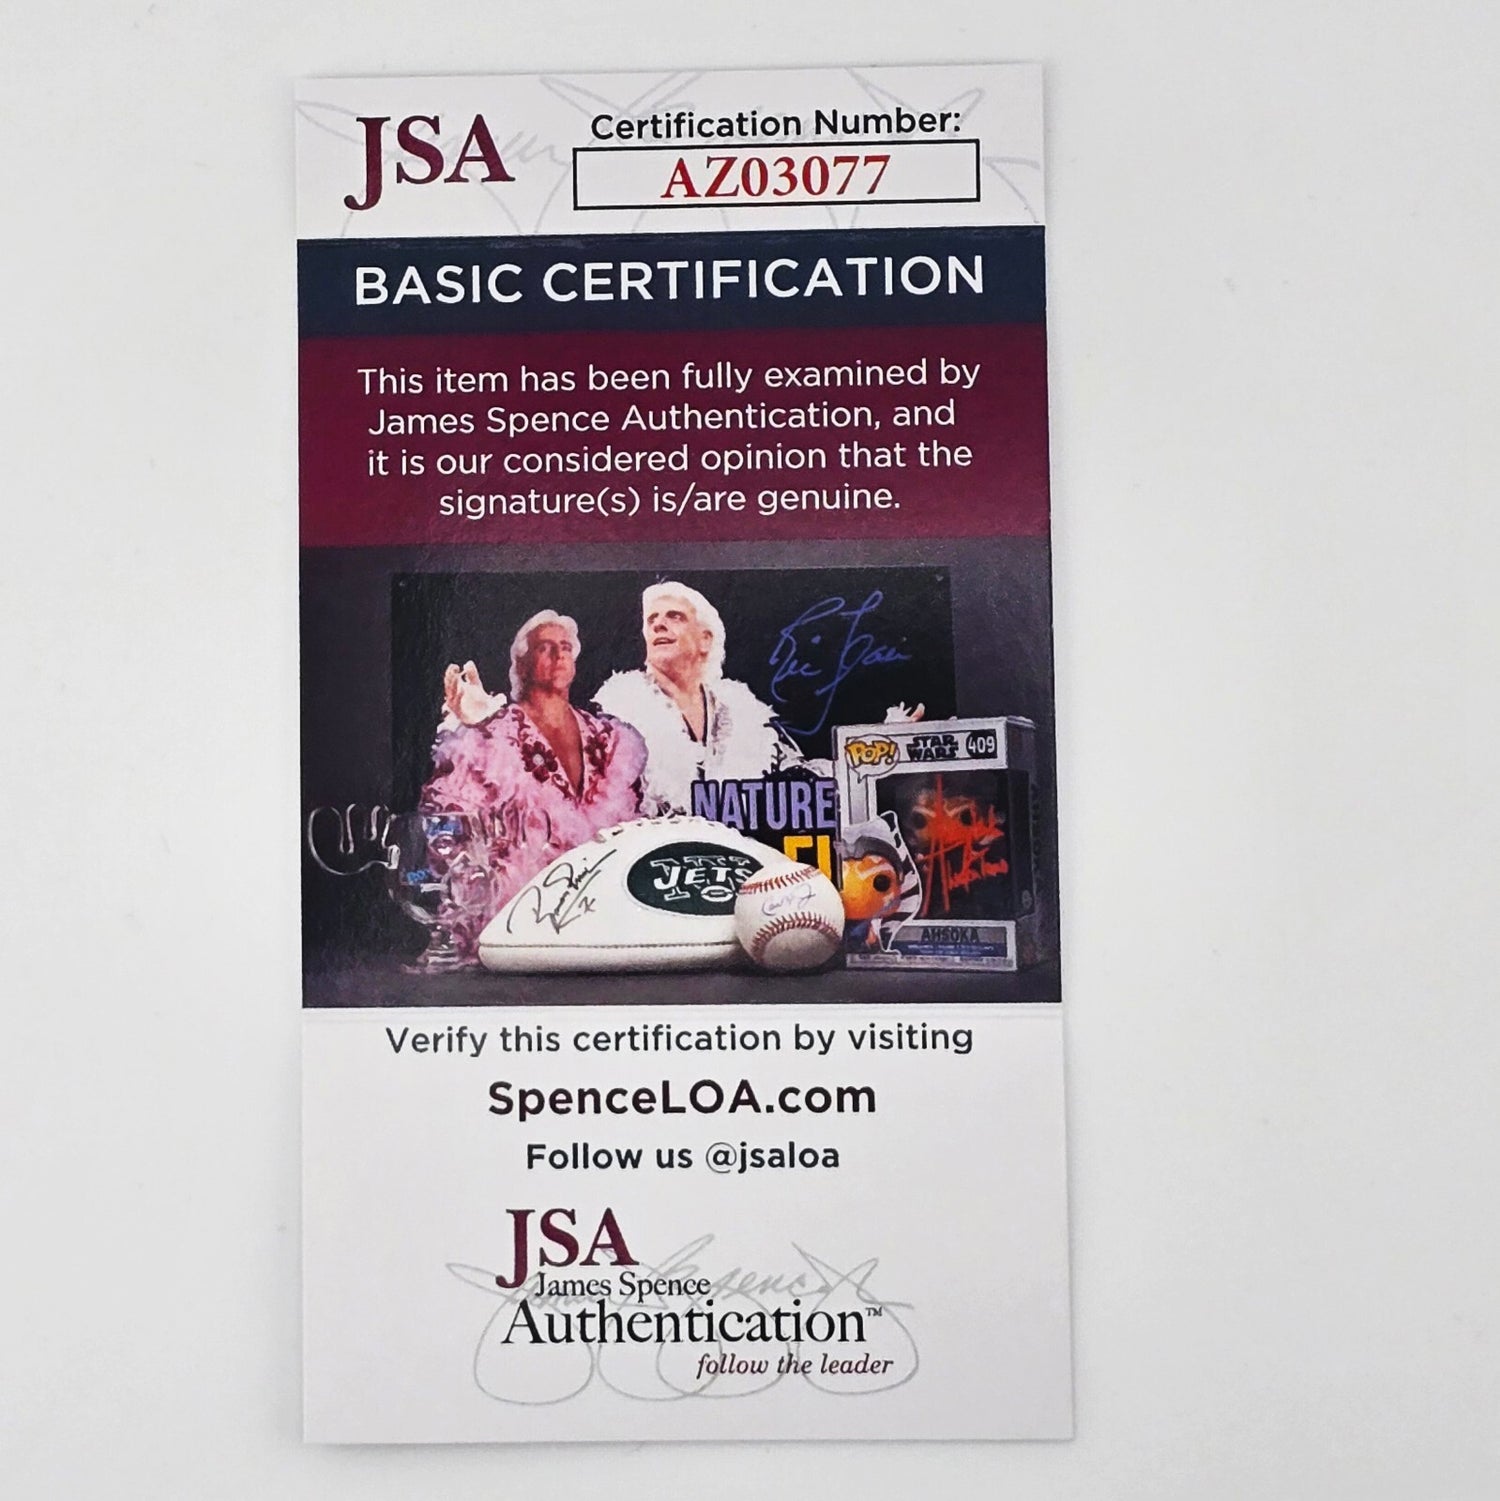 JSA
Certification Number:
AZ03077
BASIC CERTIFICATION
This item has been fully examined by
James Spence Authentication, and
it is our considered opinion that the
signature(s) is/are genuine.
Ric Flair
POP! STAR WARS 409
NATURE
JETS
AHSOKA
Verify this certification by visiting
SpenceLOA.com
Follow us @jsaloa
JSA
James Spence
Authentication™
follow the leader